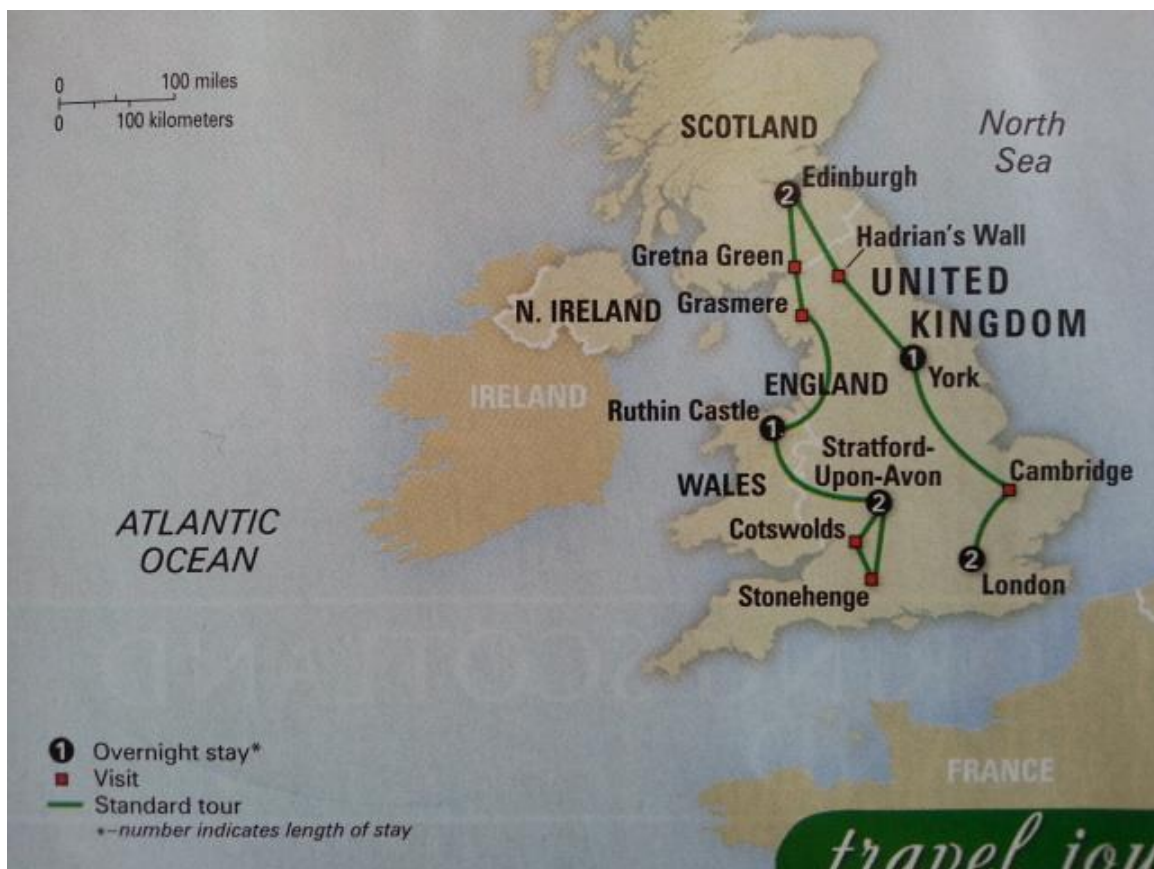 0 100 miles
0 100 kilometers
SCOTLAND
North
Sea
Edinburgh
Hadrian's Wall
Gretna Green
UNITED
KINGDOM
Grasmere
N. IRELAND
IRELAND
ENGLAND
York
Ruthin Castle
1
2
1
2
2
Stratford-
Upon-Avon
Cambridge
WALES
ATLANTIC
OCEAN
Cotswolds
London
Stonehenge
1 Overnight stay*
Visit
Standard tour
*–number indicates length of stay
FRANCE
travel jou